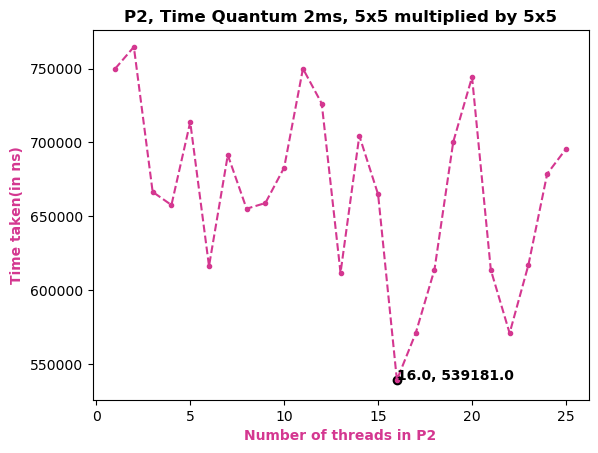 P2, Time Quantum 2ms, 5x5 multiplied by 5x5
Time taken(in ns)
750000
700000
650000
600000
550000
16.0, 539181.0
0 5 10 15 20 25
Number of threads in P2